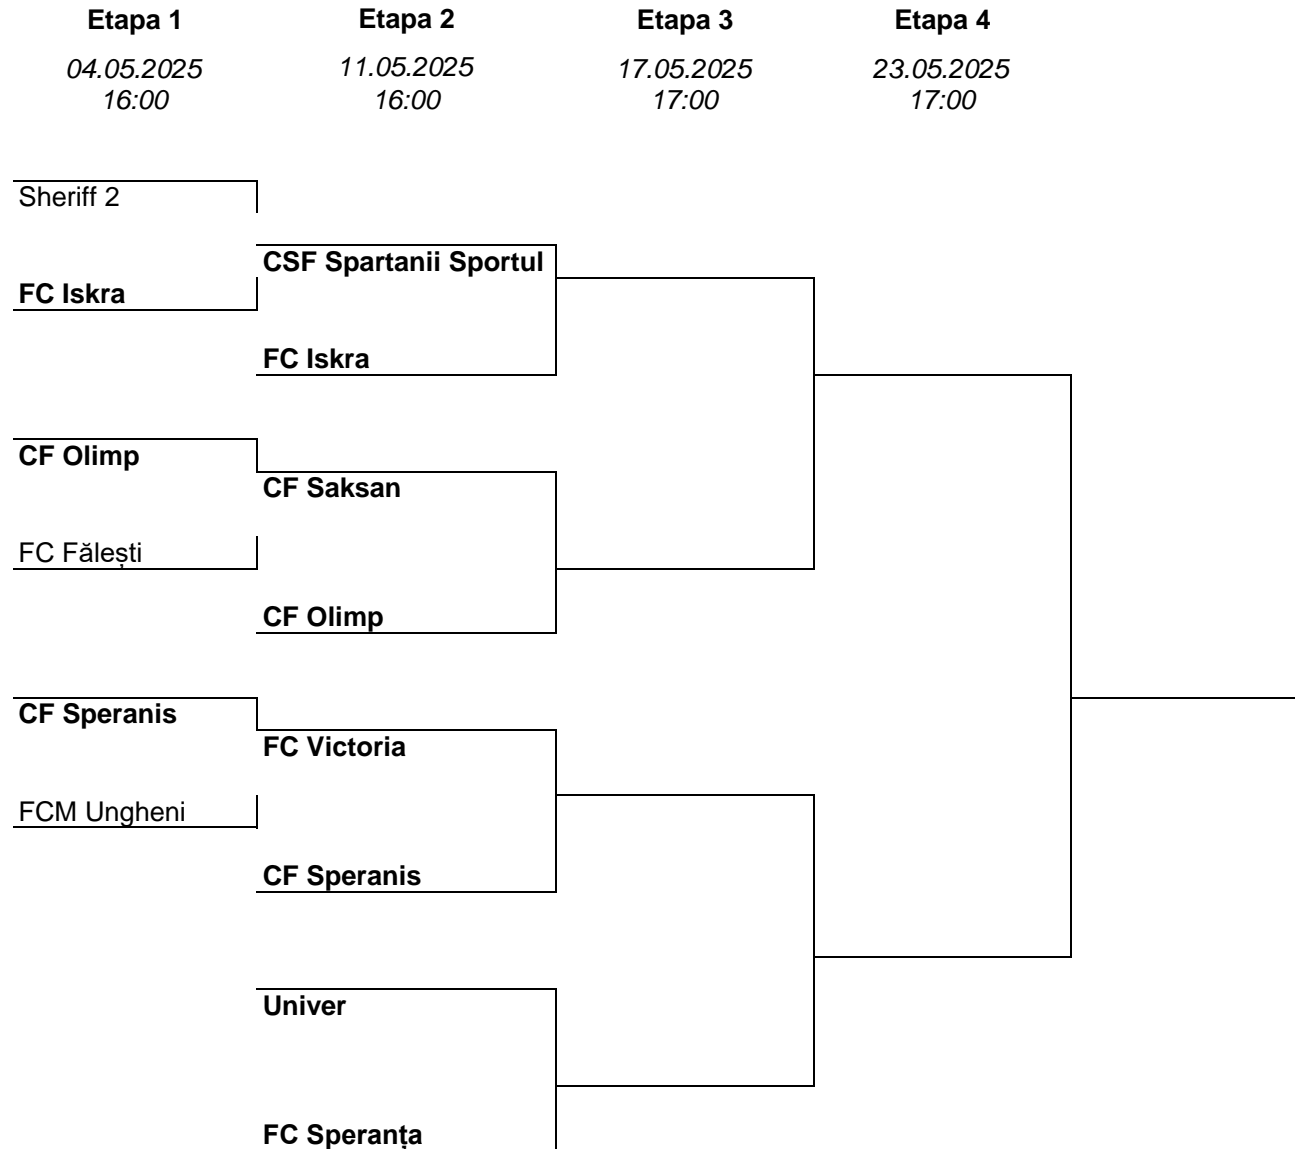 Etapa 1
Etapa 2
Etapa 3
Etapa 4
04.05.2025
16:00
11.05.2025
16:00
17.05.2025
17:00
23.05.2025
17:00
Sheriff 2
CSF Spartanii Sportul
FC Iskra
FC Iskra
CF Olimp
CF Saksan
FC Fălești
CF Olimp
CF Speranis
FC Victoria
FCM Ungheni
CF Speranis
Univer
FC Speranța